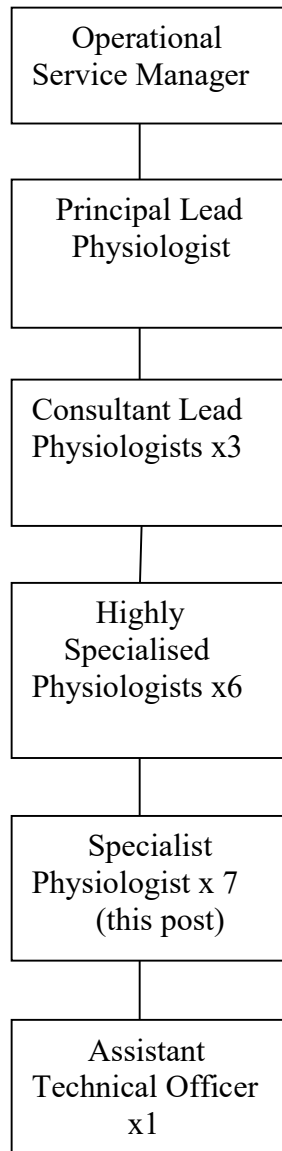 Operational
Service Manager
Principal Lead
Physiologist
Consultant Lead
Physiologists x3
Highly
Specialised
Physiologists x6
Specialist
Physiologist x 7
(this post)
Assistant
Technical Officer
x1